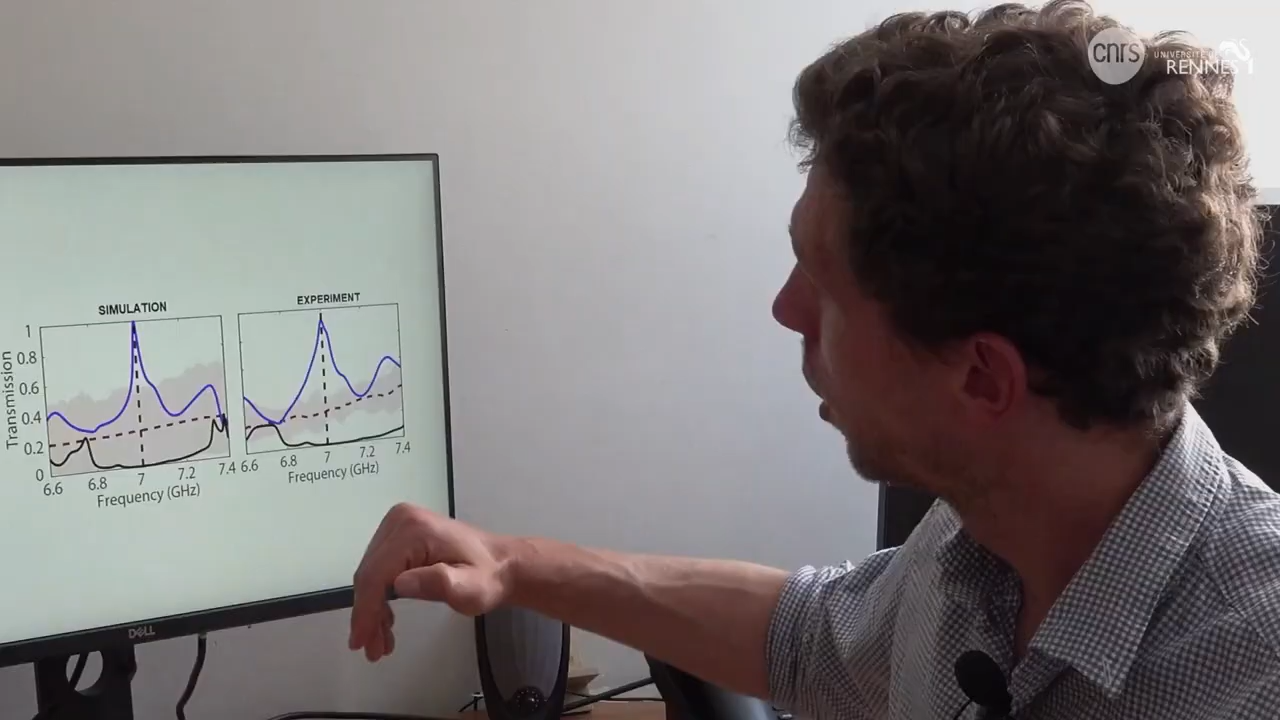 cnrs
UNIVERSITÉ DE
RENNES 1
SIMULATION
EXPERIMENT
Transmission
1
0.8
0.6
0.4
0.2
0
6.6
6.8
7
7.2
7.4
Frequency (GHz)
6.6
6.8
7
7.2
7.4
Frequency (GHz)
DELL